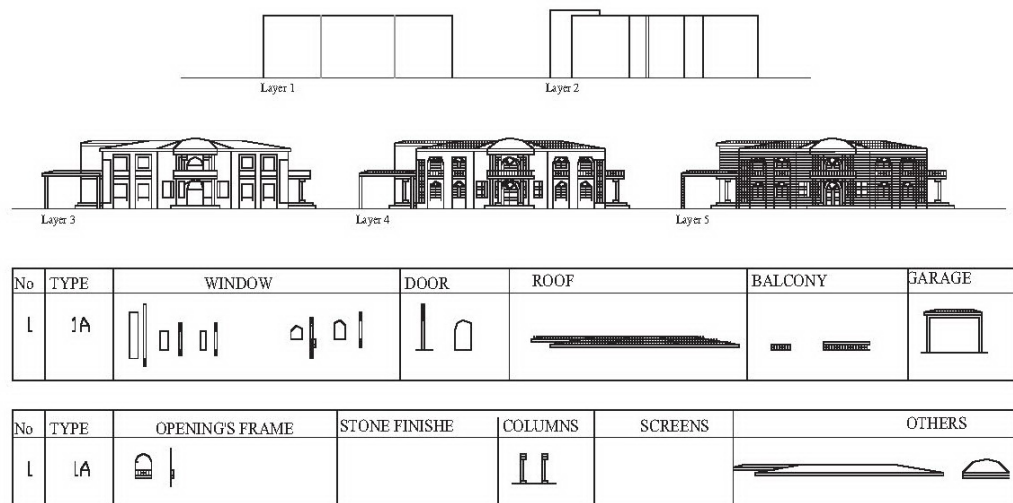 Layer 1
Layer 2
Layer 3
Layer 4
Layer 5
No TYPE WINDOW DOOR ROOF BALCONY GARAGE
1 1A
No TYPE OPENING'S FRAME STONE FINISHE COLUMNS SCREENS OTHERS
1 1A